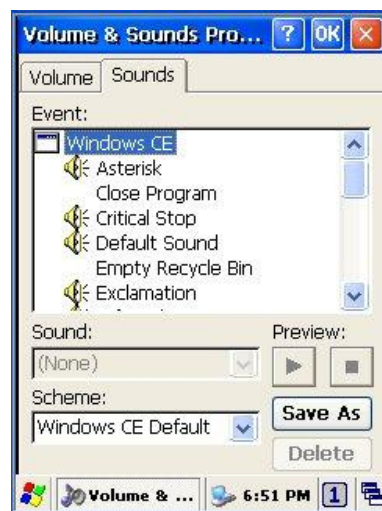 Volume & Sounds Pro... ? OK
Volume Sounds
Event:
Windows CE
Asterisk
Close Program
Critical Stop
Default Sound
Empty Recycle Bin
Exclamation
Sound: Preview:
(None)
Scheme:
Windows CE Default Save As
Delete
Volume & ... 6:51 PM 1